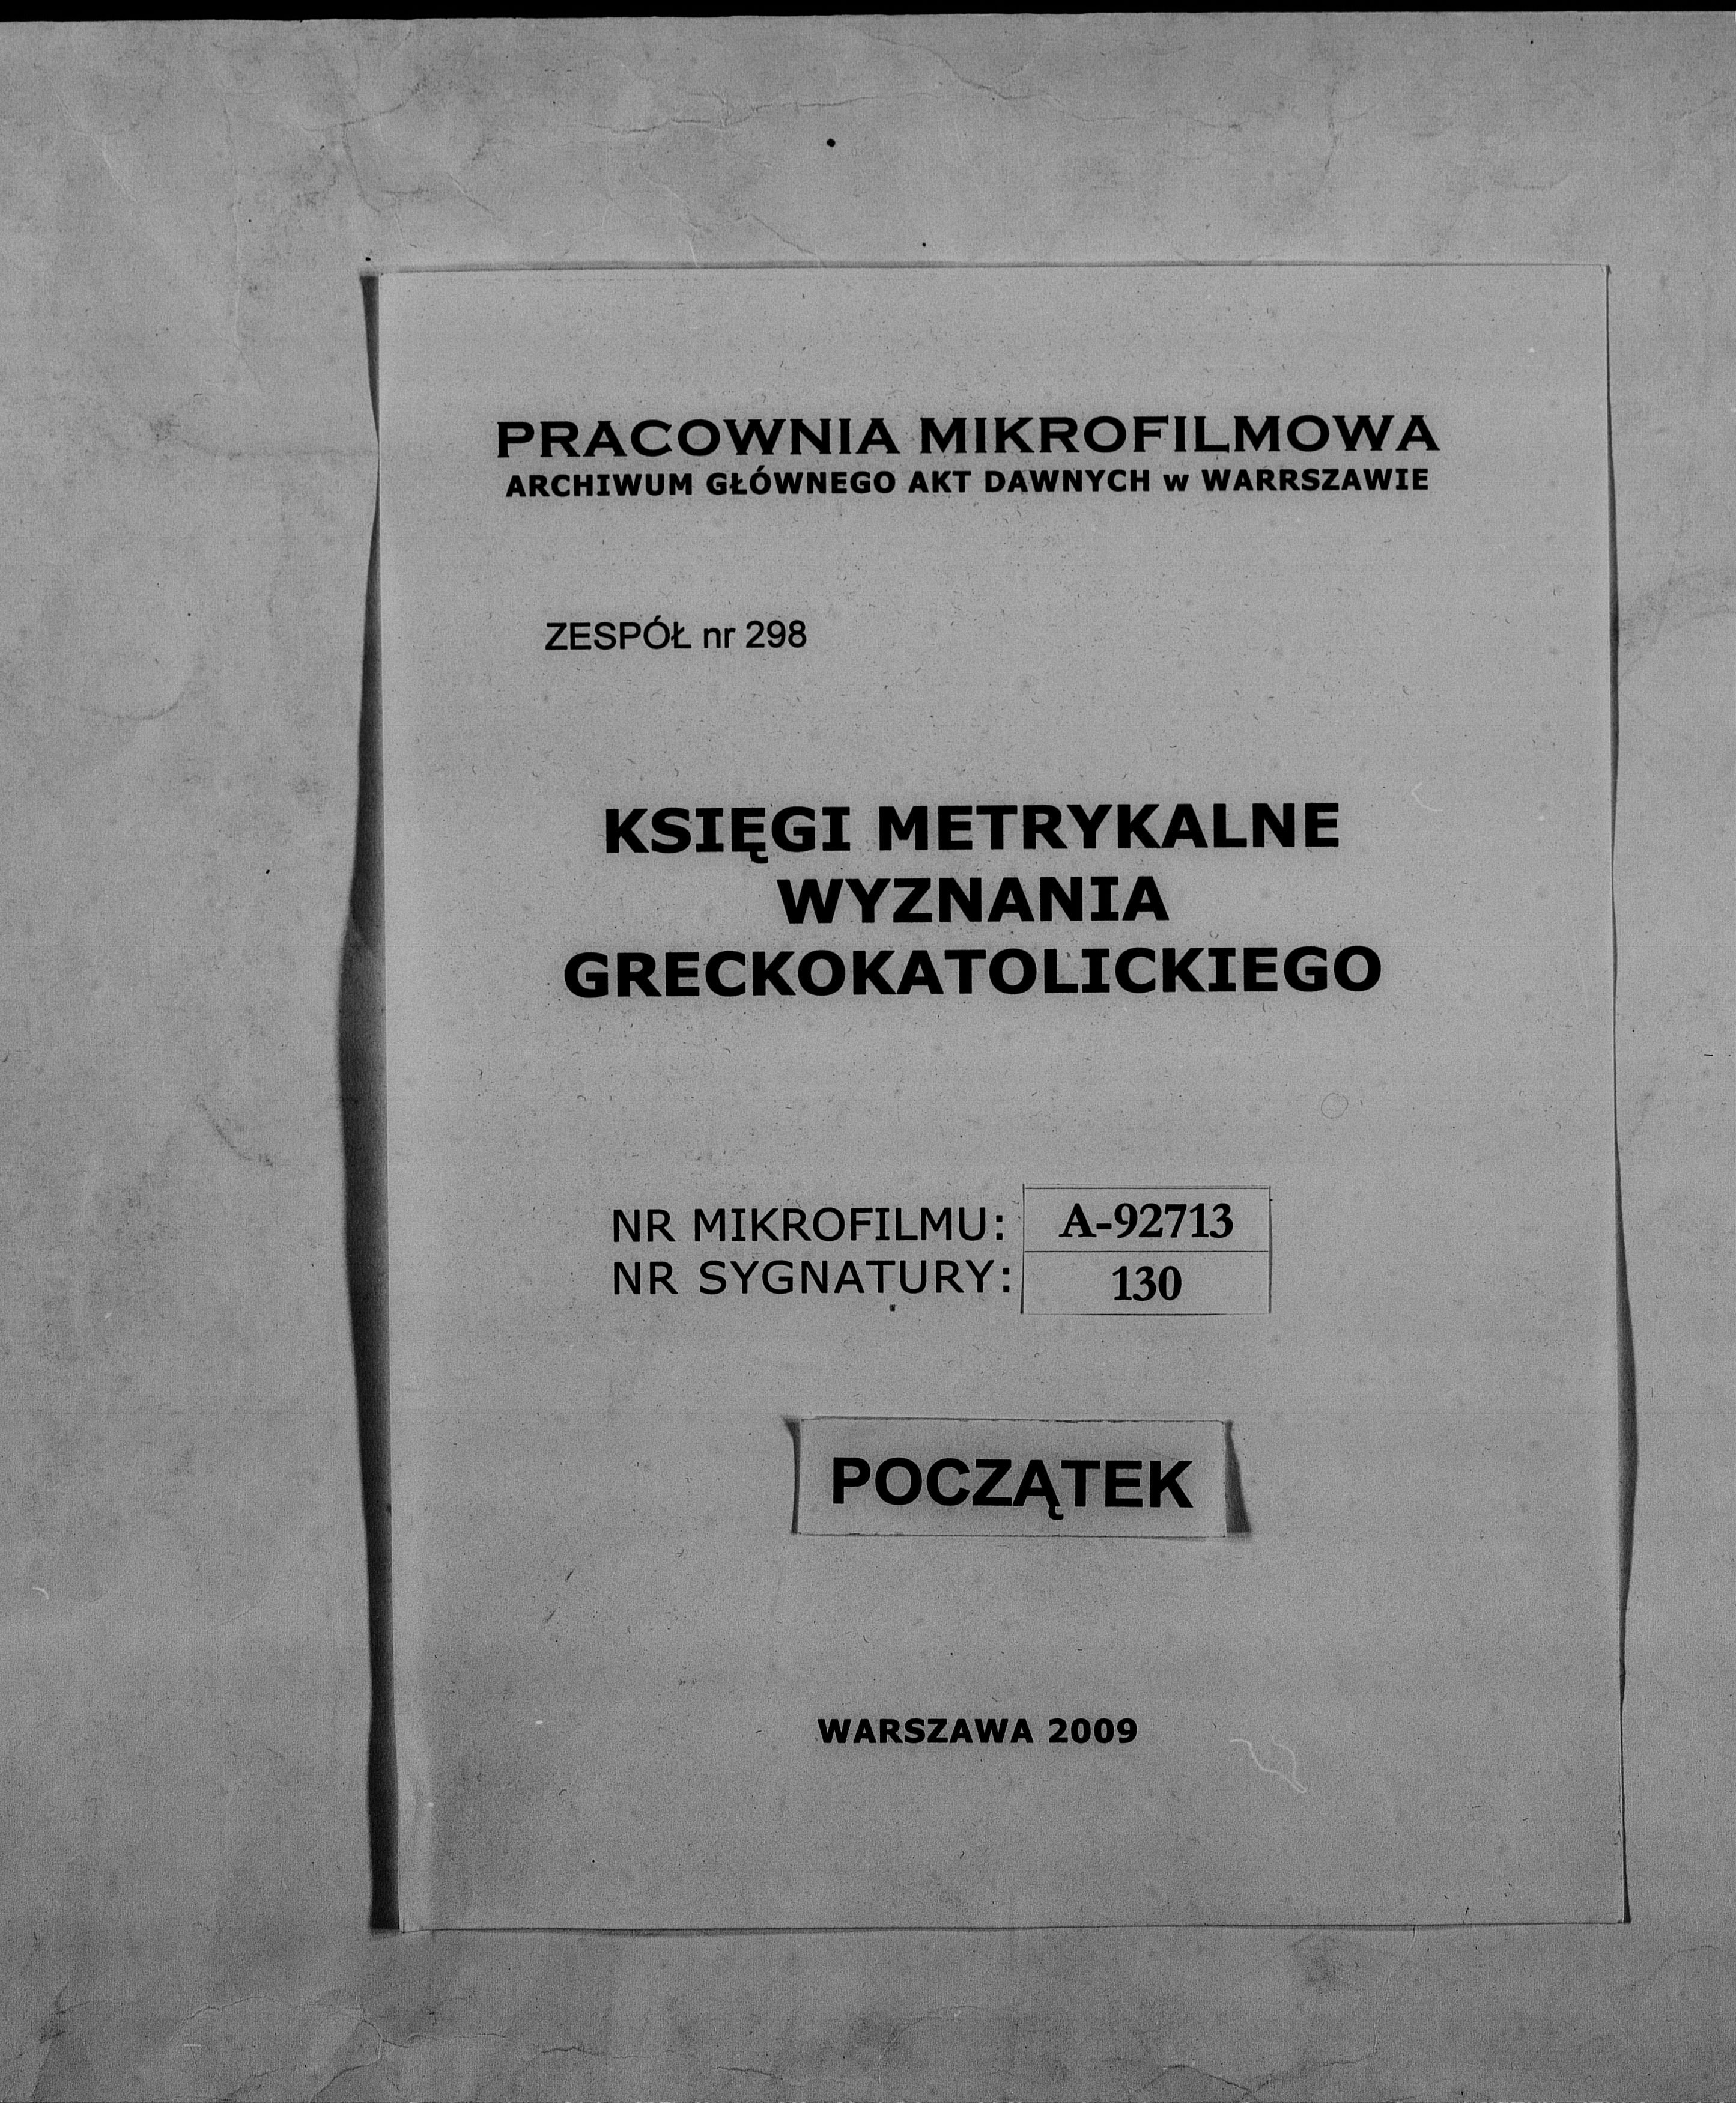 PRACOWNIA MIKROFILMOWA
ARCHIWUM GŁÓWNEGO AKT DAWNYCH w WARRSZAWIE
ZESPÓŁ nr 298
KSIĘGI METRYKALNE
WYZNANIA
GRECKOKATOLICKIEGO
NR MIKROFILMU: A-92713
NR SYGNATURY: 130
POCZĄTEK
WARSZAWA 2009